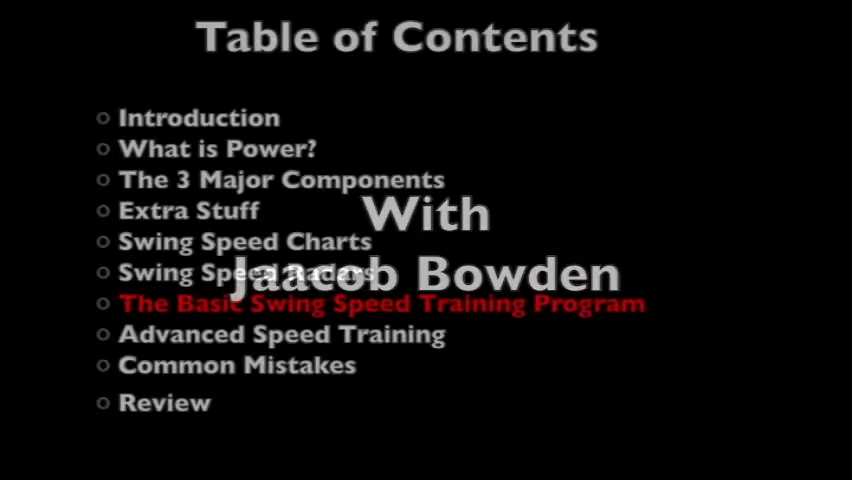 Table of Contents
Introduction
What is Power?
The 3 Major Components
Extra Stuff
With
Swing Speed Charts
Swing Speed Radars
Jaacob Bowden
The Basic Swing Speed Training Program
Advanced Speed Training
Common Mistakes
Review